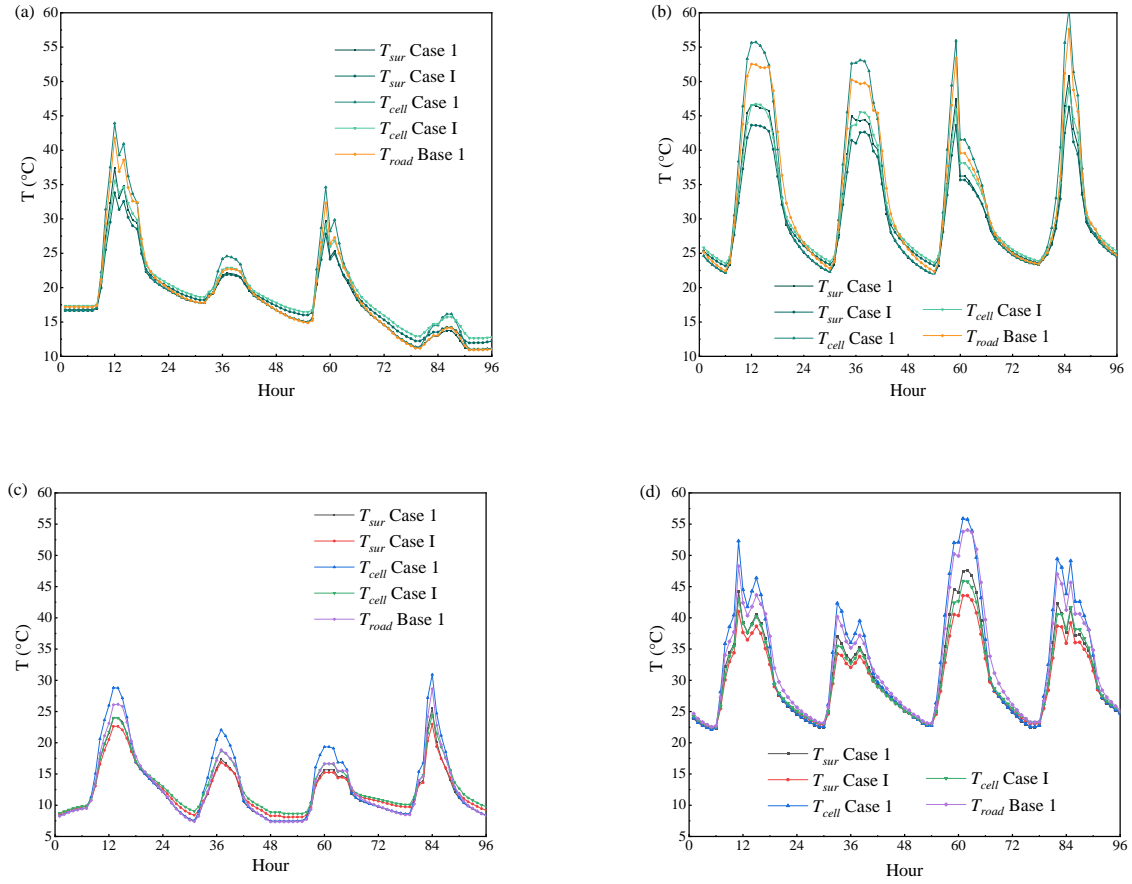 (a)
60
55
50
45
40
35
30
25
20
15
10
T (°C)
T_sur Case 1
T_sur Case I
T_cell Case 1
T_cell Case I
T_road Base 1
0 12 24 36 48 60 72 84 96
Hour
(b)
60
55
50
45
40
35
30
25
20
15
10
T (°C)
T_sur Case 1
T_sur Case I
T_cell Case 1
T_cell Case I
T_road Base 1
0 12 24 36 48 60 72 84 96
Hour
(c)
60
55
50
45
40
35
30
25
20
15
10
5
T (°C)
T_sur Case 1
T_sur Case I
T_cell Case 1
T_cell Case I
T_road Base 1
0 12 24 36 48 60 72 84 96
Hour
(d)
60
55
50
45
40
35
30
25
20
15
10
5
T (°C)
T_sur Case 1
T_sur Case I
T_cell Case 1
T_cell Case I
T_road Base 1
0 12 24 36 48 60 72 84 96
Hour